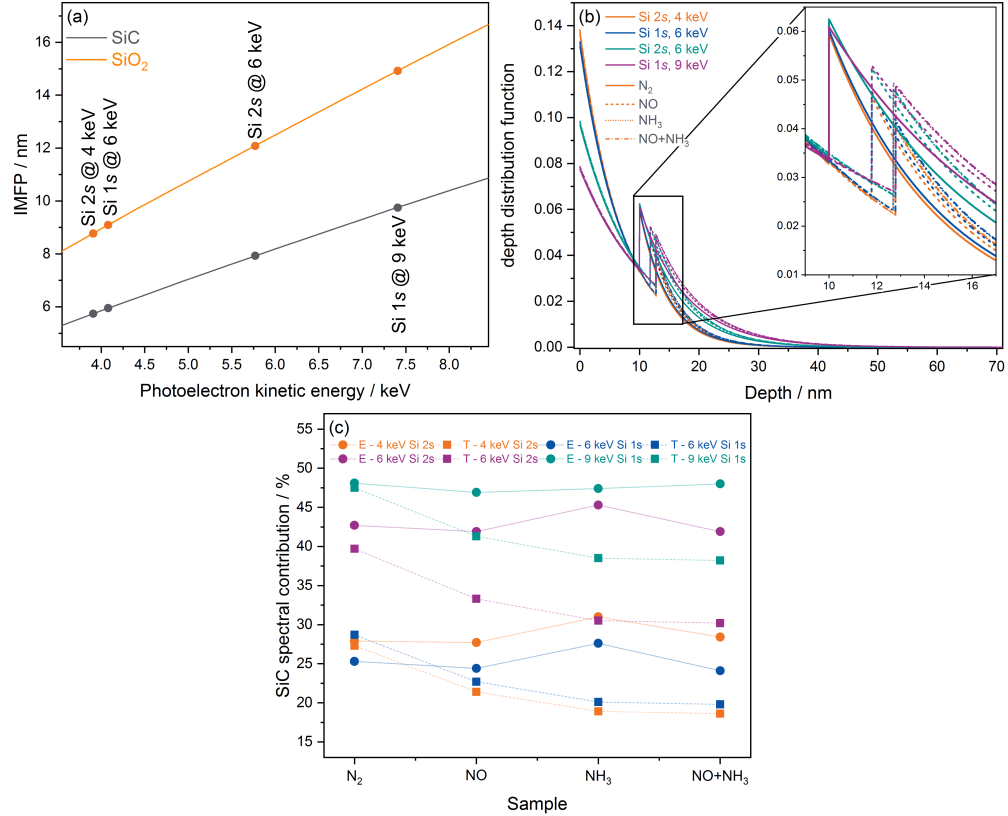 (a)
SiC
SiO2
IMFP / nm
16
14
12
10
8
6
Si 2s @ 4 keV
Si 1s @ 6 keV
Si 2s @ 6 keV
Si 1s @ 9 keV
4.0 4.5 5.0 5.5 6.0 6.5 7.0 7.5 8.0
Photoelectron kinetic energy / keV
(b)
Si 2s, 4 keV
Si 1s, 6 keV
Si 2s, 6 keV
Si 1s, 9 keV
N2
NO
NH3
NO+NH3
depth distribution function
0.14
0.12
0.10
0.08
0.06
0.04
0.02
0.00
0 10 20 30 40 50 60 70
Depth / nm
0.06
0.05
0.04
0.03
0.02
0.01
10 12 14 16
(c)
E - 4 keV Si 2s T - 4 keV Si 2s E - 6 keV Si 1s T - 6 keV Si 1s
E - 6 keV Si 2s T - 6 keV Si 2s E - 9 keV Si 1s T - 9 keV Si 1s
SiC spectral contribution / %
55
50
45
40
35
30
25
20
15
N2 NO NH3 NO+NH3
Sample